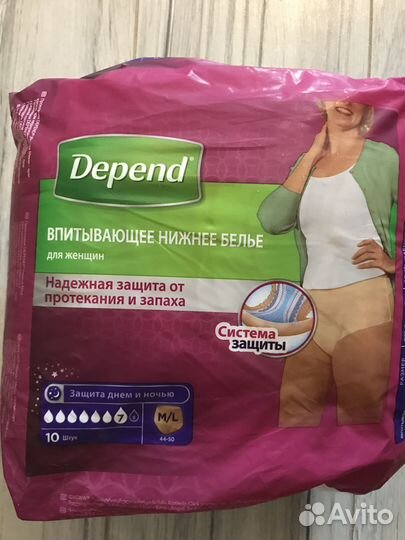 Depend®
ВПИТЫВАЮЩЕЕ НИЖНЕЕ БЕЛЬЕ
для женщин
Надежная защита от
протекания и запаха
Система
защиты
Защита днем и ночью
7
M/L
10 Штук
44-50
РАЗМЕР
Avito